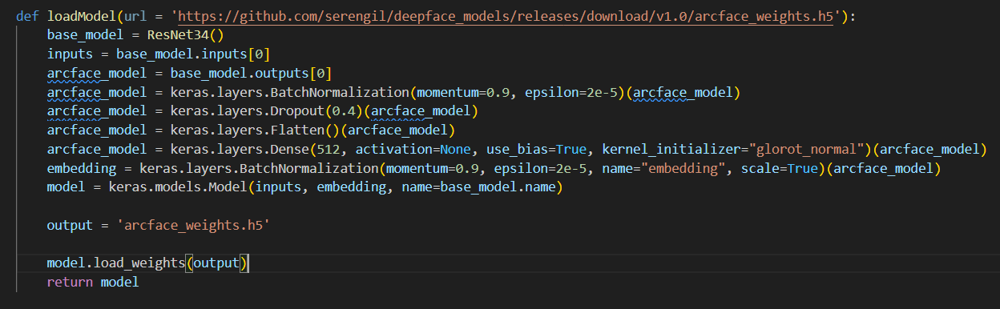 def loadModel(url = 'https://github.com/serengil/deepface_models/releases/download/v1.0/arcface_weights.h5'):
    base_model = ResNet34()
    inputs = base_model.inputs[0]
    arcface_model = base_model.outputs[0]
    arcface_model = keras.layers.BatchNormalization(momentum=0.9, epsilon=2e-5)(arcface_model)
    arcface_model = keras.layers.Dropout(0.4)(arcface_model)
    arcface_model = keras.layers.Flatten()(arcface_model)
    arcface_model = keras.layers.Dense(512, activation=None, use_bias=True, kernel_initializer="glorot_normal")(arcface_model)
    embedding = keras.layers.BatchNormalization(momentum=0.9, epsilon=2e-5, name="embedding", scale=True)(arcface_model)
    model = keras.models.Model(inputs, embedding, name=base_model.name)

    output = 'arcface_weights.h5'

    model.load_weights(output)
    return model